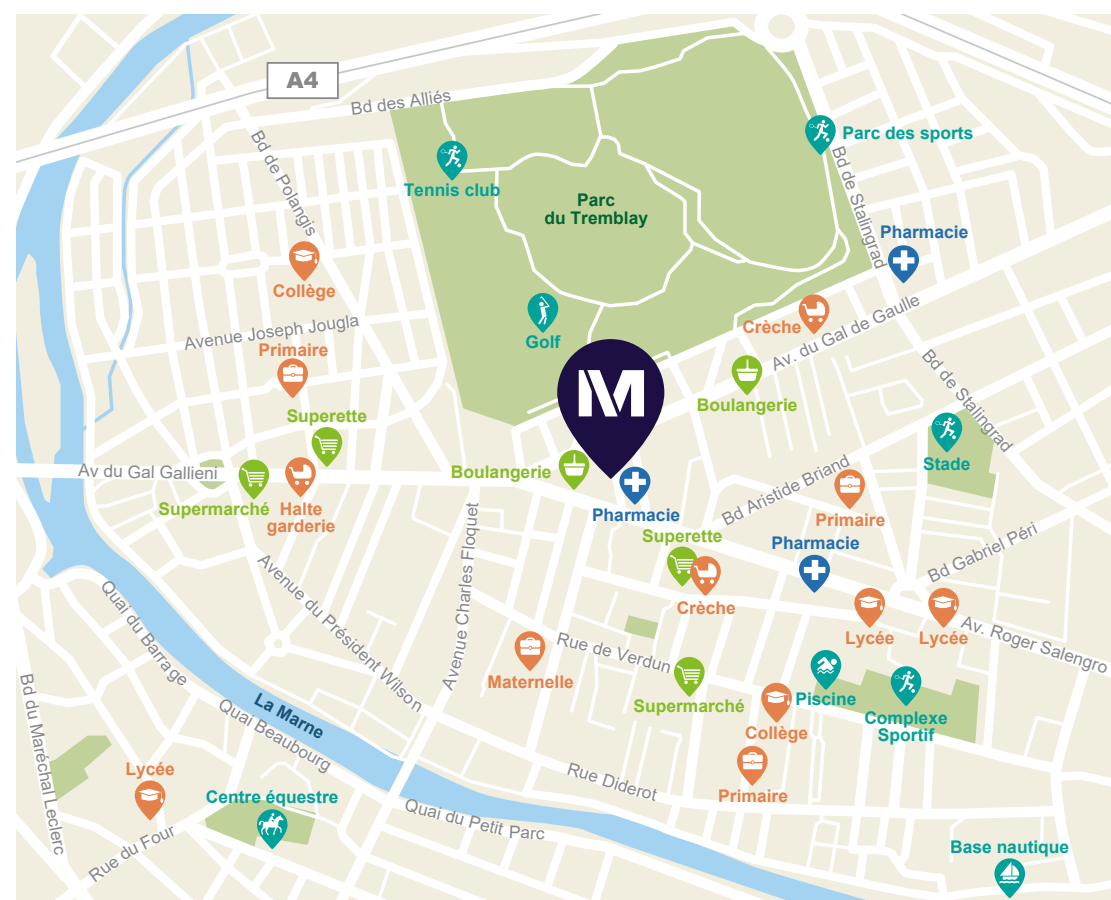 A4
Bd des Alliés
Parc des sports
Bd de Polangis
Tennis club
Bd de Stalingrad
Parc
du Tremblay
Pharmacie
Collège
Crèche
Av. du Gal de Gaulle
Avenue Joseph Jougla
Golf
Primaire
M
Boulangerie
Bd de Stalingrad
Superette
Stade
Av du Gal Gallieni
Boulangerie
Bd Aristide Briand
Supermarché
Halte
garderie
Pharmacie
Primaire
Avenue Charles Floquet
Superette
Pharmacie
Bd Gabriel Péri
Crèche
Avenue du Président Wilson
Quai du Barrage
Lycée
Lycée
Av. Roger Salengro
Rue de Verdun
Maternelle
Supermarché
Piscine
Complexe
Sportif
Collège
Bd du Maréchal Leclerc
La Marne
Quai Beaubourg
Rue Diderot
Primaire
Lycée
Centre équestre
Quai du Petit Parc
Rue du Four
Base nautique